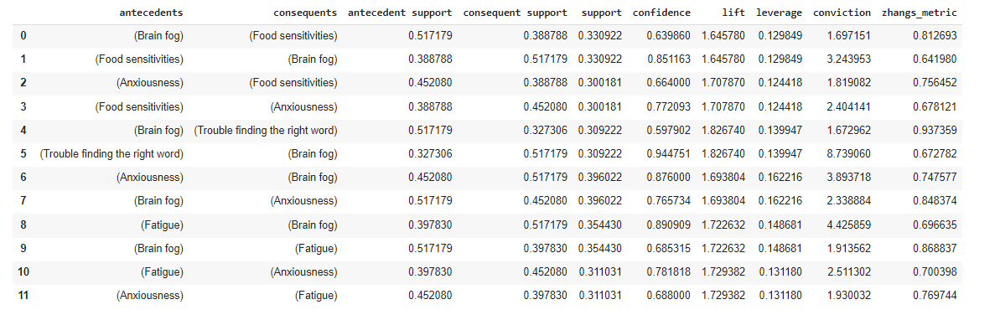 antecedents consequents antecedent support consequent support support confidence lift leverage conviction zhangs_metric
0 (Brain fog) (Food sensitivities) 0.517179 0.388788 0.330922 0.639860 1.645780 0.129849 1.697151 0.812693
1 (Food sensitivities) (Brain fog) 0.388788 0.517179 0.330922 0.851163 1.645780 0.129849 3.243953 0.641980
2 (Anxiousness) (Food sensitivities) 0.452080 0.388788 0.300181 0.664000 1.707870 0.124418 1.819082 0.756452
3 (Food sensitivities) (Anxiousness) 0.388788 0.452080 0.300181 0.772093 1.707870 0.124418 2.404141 0.678121
4 (Brain fog) (Trouble finding the right word) 0.517179 0.327306 0.309222 0.597902 1.826740 0.139947 1.672962 0.937359
5 (Trouble finding the right word) (Brain fog) 0.327306 0.517179 0.309222 0.944751 1.826740 0.139947 8.739060 0.672782
6 (Anxiousness) (Brain fog) 0.452080 0.517179 0.396022 0.876000 1.693804 0.162216 3.893718 0.747577
7 (Brain fog) (Anxiousness) 0.517179 0.452080 0.396022 0.765734 1.693804 0.162216 2.338884 0.848374
8 (Fatigue) (Brain fog) 0.397830 0.517179 0.354430 0.890909 1.722632 0.148681 4.425859 0.696635
9 (Brain fog) (Fatigue) 0.517179 0.397830 0.354430 0.685315 1.722632 0.148681 1.913562 0.868837
10 (Fatigue) (Anxiousness) 0.397830 0.452080 0.311031 0.781818 1.729382 0.131180 2.511302 0.700398
11 (Anxiousness) (Fatigue) 0.452080 0.397830 0.311031 0.688000 1.729382 0.131180 1.930032 0.769744